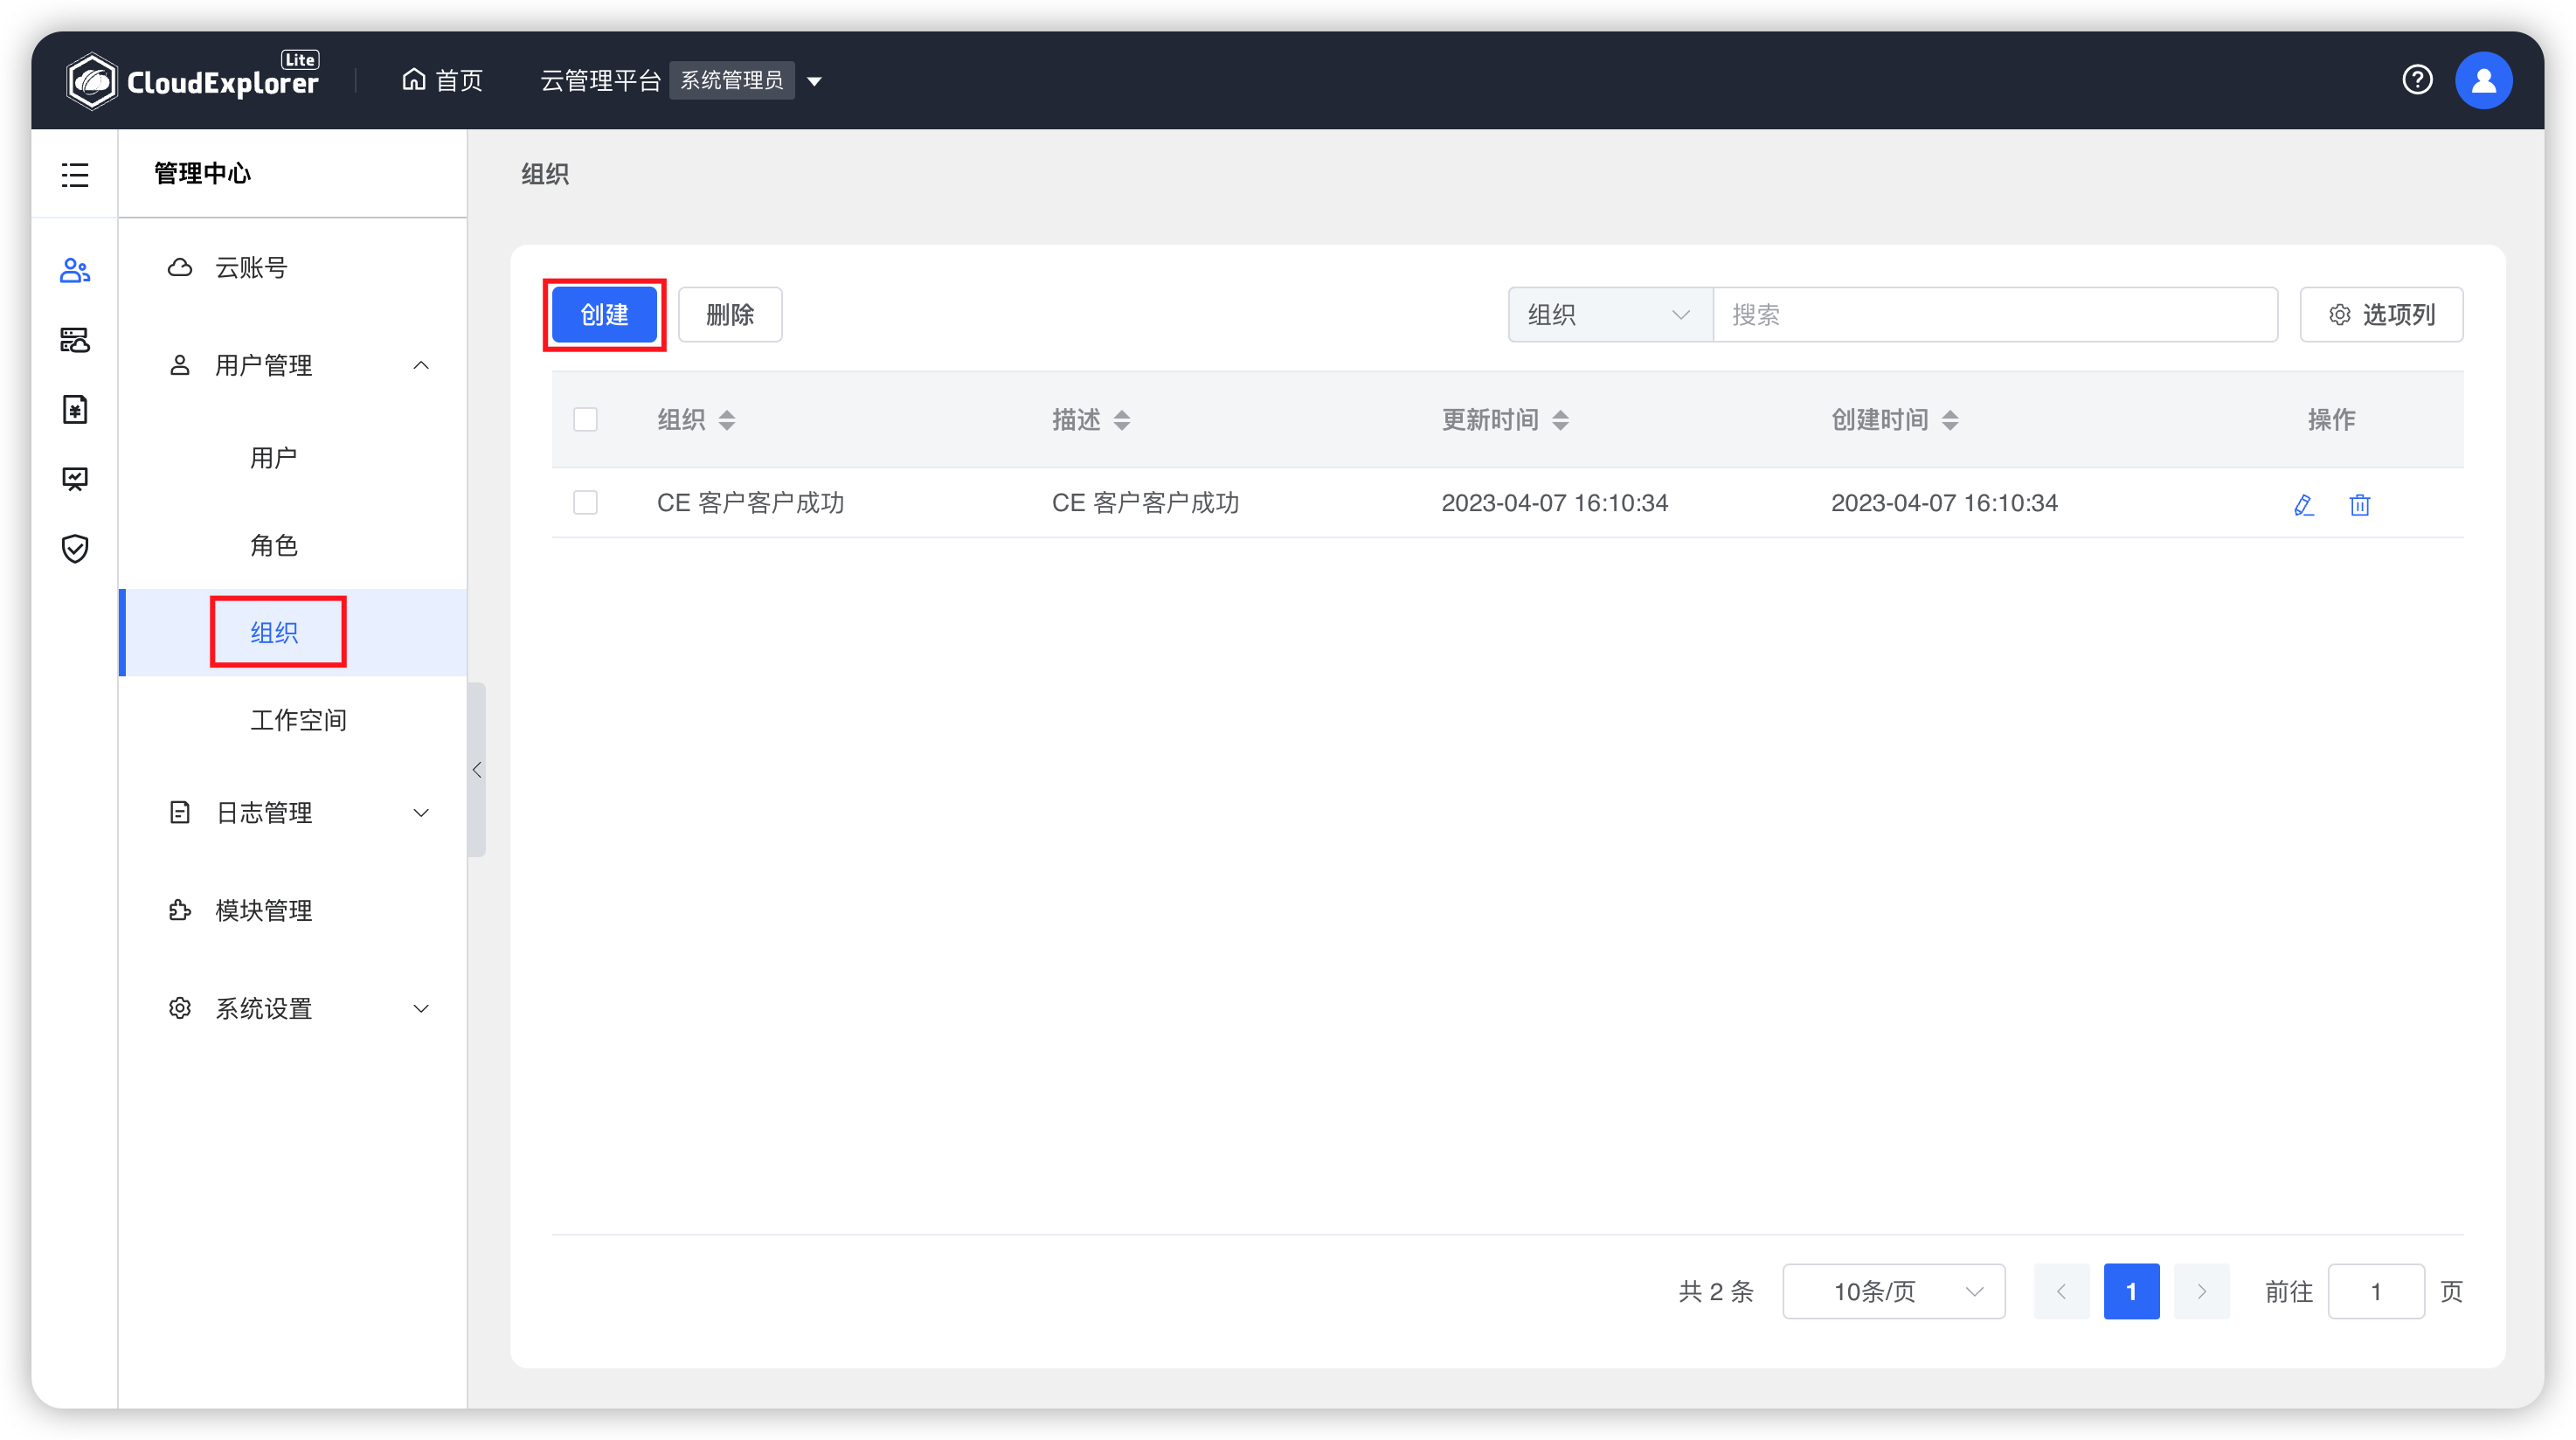 CloudExplorer Lite
首页
云管理平台 系统管理员
管理中心
云账号
用户管理
用户
角色
组织
工作空间
日志管理
模块管理
系统设置
组织
创建 删除 组织 搜索 选项列
组织 描述 更新时间 创建时间 操作
CE 客户客户成功 CE 客户客户成功 2023-04-07 16:10:34 2023-04-07 16:10:34
共 2 条 10条/页 1 前往 1 页